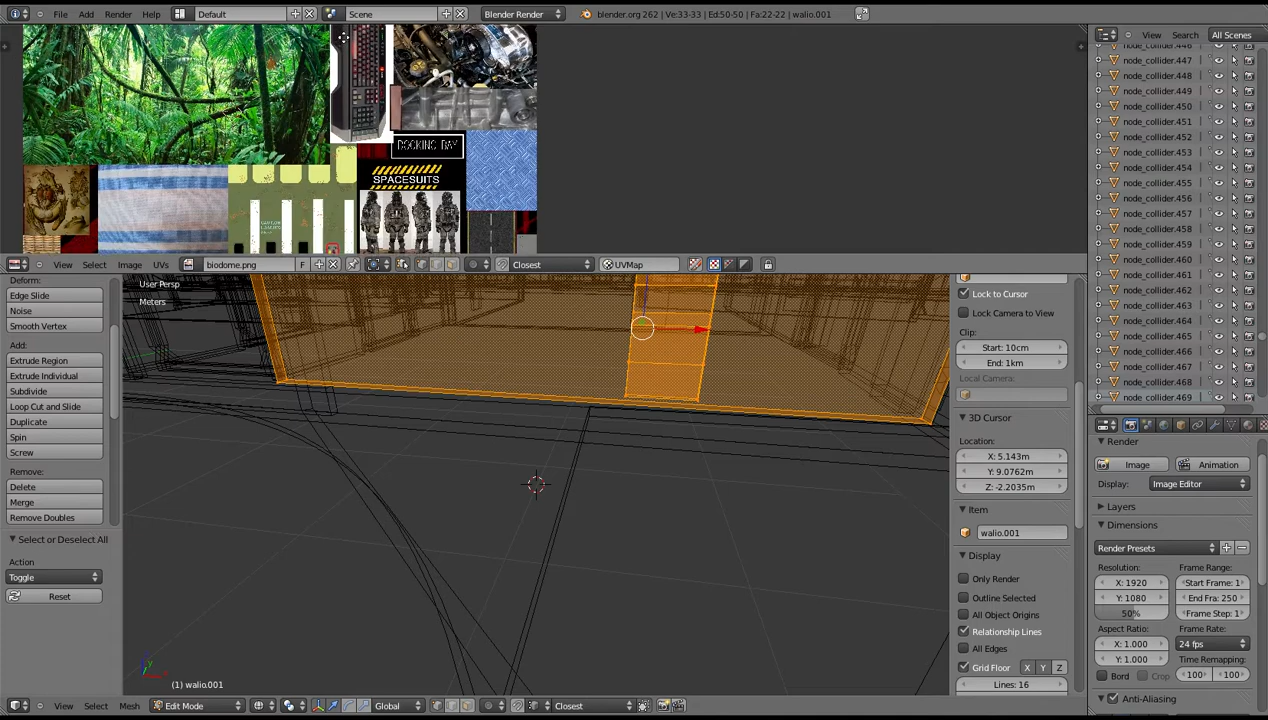 File Add Render Help Default Scene Blender Render blender.org 262 | Ve:33-33 | Ed:50-50 | Fa:22-22 | walio.001
View Search All Scenes
node_collider.446
node_collider.447
node_collider.448
node_collider.449
node_collider.450
node_collider.451
node_collider.452
node_collider.453
node_collider.454
node_collider.455
node_collider.456
node_collider.457
node_collider.458
node_collider.459
node_collider.460
node_collider.461
node_collider.462
node_collider.463
node_collider.464
node_collider.465
node_collider.466
node_collider.467
node_collider.468
node_collider.469
DOCKING BAY
SPACESUITS
View Select Image UVs biodome.png F Closest UVMap
Deform:
Edge Slide
Noise
Smooth Vertex
Add:
Extrude Region
Extrude Individual
Subdivide
Loop Cut and Slide
Duplicate
Spin
Screw
Remove:
Delete
Merge
Remove Doubles
Select or Deselect All
Action
Toggle
Reset
User Persp
Meters
(1) walio.001
Lock to Cursor
Lock Camera to View
Clip:
Start: 10cm
End: 1km
Local Camera:
3D Cursor
Location:
X: 5.143m
Y: 9.0762m
Z: -2.2035m
Item
walio.001
Display
Only Render
Outline Selected
All Object Origins
Relationship Lines
All Edges
Grid Floor X Y Z
Lines: 16
Render
Image Animation
Display: Image Editor
Layers
Dimensions
Render Presets
Resolution: Frame Range:
X: 1920 Start Frame: 1
Y: 1080 End Fra: 250
50% Frame Step: 1
Aspect Ratio: Frame Rate:
X: 1.000 24 fps
Y: 1.000 Time Remapping:
Bord Crop 100 100
Anti-Aliasing
View Select Mesh Edit Mode Global Closest